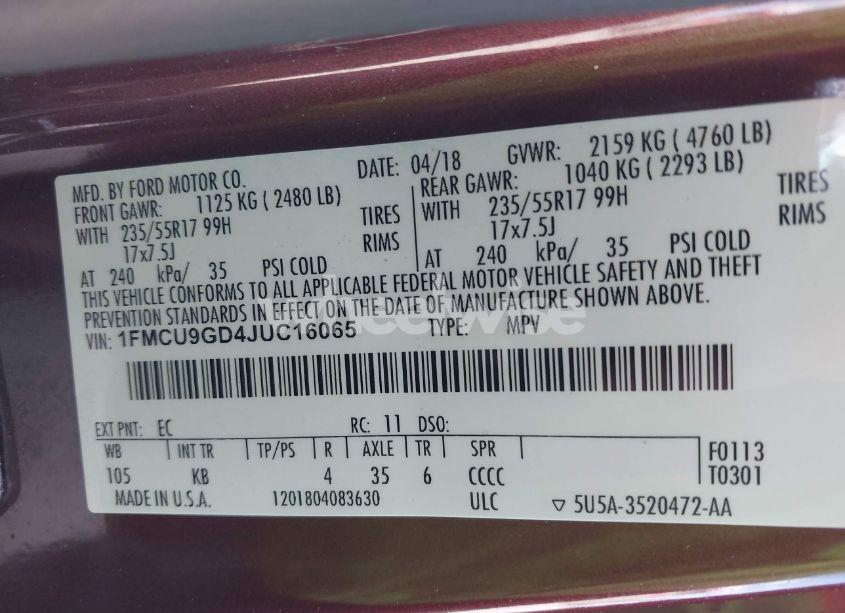 MFD. BY FORD MOTOR CO. DATE: 04/18 GVWR: 2159 KG ( 4760 LB)
FRONT GAWR: 1125 KG ( 2480 LB) REAR GAWR: 1040 KG ( 2293 LB)
WITH 235/55R17 99H TIRES WITH 235/55R17 99H TIRES
17x7.5J RIMS 17x7.5J RIMS
AT 240 kPa/ 35 PSI COLD AT 240 kPa/ 35 PSI COLD
THIS VEHICLE CONFORMS TO ALL APPLICABLE FEDERAL MOTOR VEHICLE SAFETY AND THEFT
PREVENTION STANDARDS IN EFFECT ON THE DATE OF MANUFACTURE SHOWN ABOVE.
VIN: 1FMCU9GD4JUC16065 TYPE: MPV
EXT PNT: EC RC: 11 DSO:
WB INT TR TP/PS R AXLE TR SPR F0113
105 KB 4 35 6 CCCC T0301
MADE IN U.S.A. 1201804083630 ULC ▽ 5U5A-3520472-AA